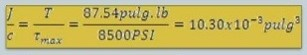 J/c = T/τmax = 87.54pulg.lb/8500PSI = 10.30x10⁻³pulg³